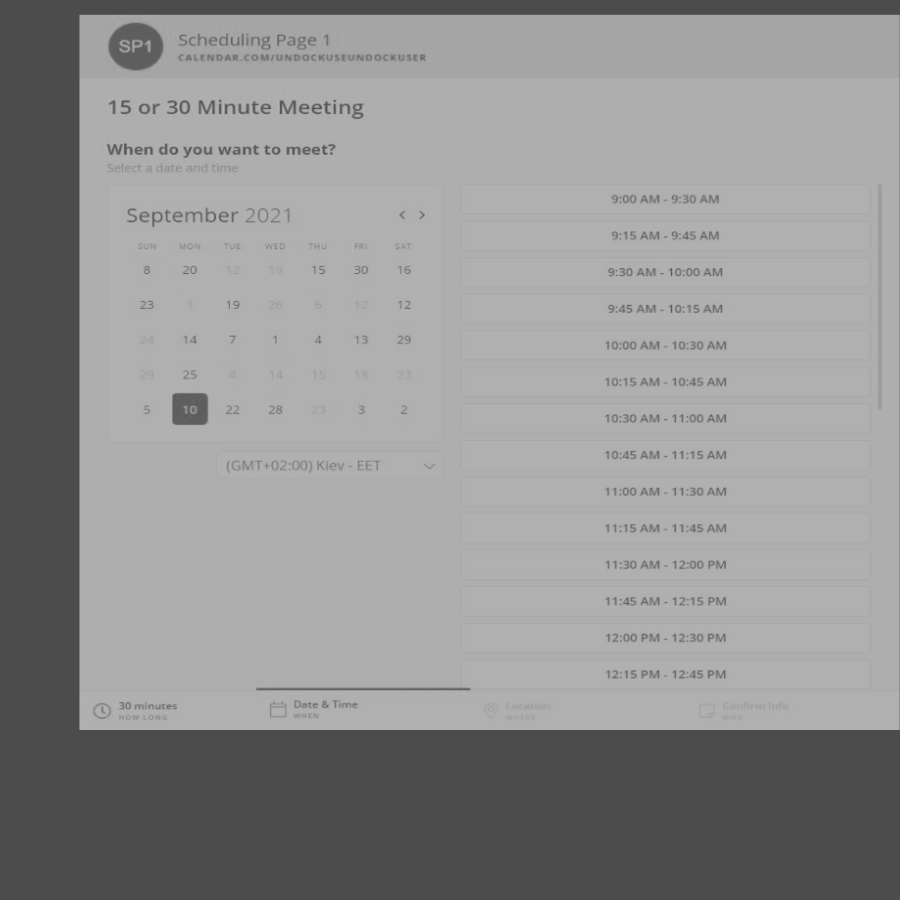 SP1
Scheduling Page 1
CALENDAR.COM/UNDOCKUSEUNDOCKUSER
15 or 30 Minute Meeting
When do you want to meet?
Select a date and time
September 2021 < >
SUN MON TUE WED THU FRI SAT
8 20 12 19 15 30 16
23 1 19 26 6 12 12
24 14 7 1 4 13 29
29 25 4 14 15 18 23
5 10 22 28 23 3 2
(GMT+02:00) Kiev - EET
9:00 AM - 9:30 AM
9:15 AM - 9:45 AM
9:30 AM - 10:00 AM
9:45 AM - 10:15 AM
10:00 AM - 10:30 AM
10:15 AM - 10:45 AM
10:30 AM - 11:00 AM
10:45 AM - 11:15 AM
11:00 AM - 11:30 AM
11:15 AM - 11:45 AM
11:30 AM - 12:00 PM
11:45 AM - 12:15 PM
12:00 PM - 12:30 PM
12:15 PM - 12:45 PM
30 minutes
HOW LONG
Date & Time
WHEN
Location
WHERE
Confirm Info
WHO